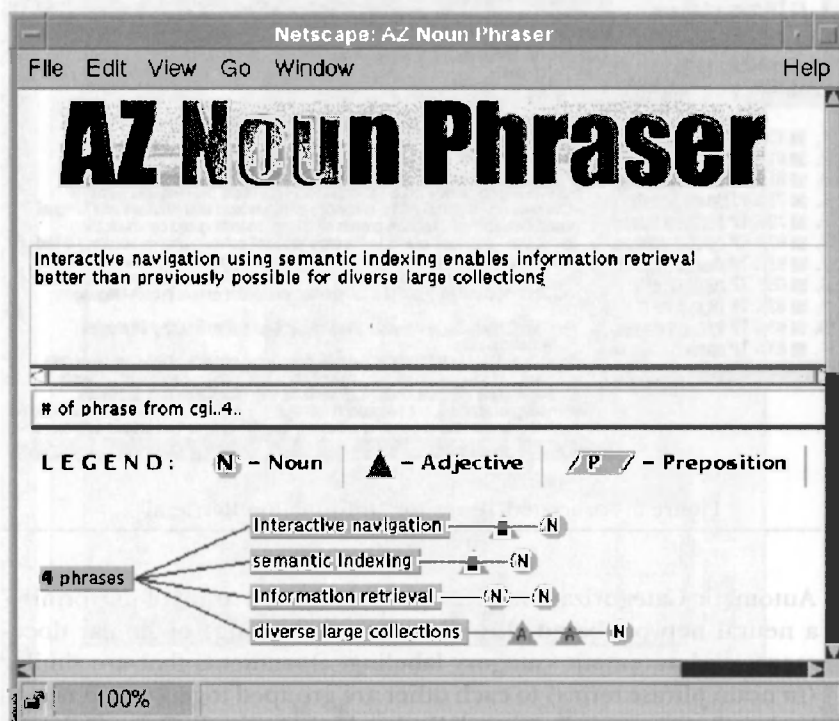 Netscape: AZ Noun Phraser
File Edit View Go Window Help
AZ Noun Phraser
Interactive navigation using semantic indexing enables information retrieval
better than previously possible for diverse large collections
# of phrase from cgi..4..
LEGEND: N - Noun A - Adjective /P/ - Preposition
Interactive navigation N
semantic Indexing N
4 phrases
Information retrieval N N
diverse large collections A A N
100%